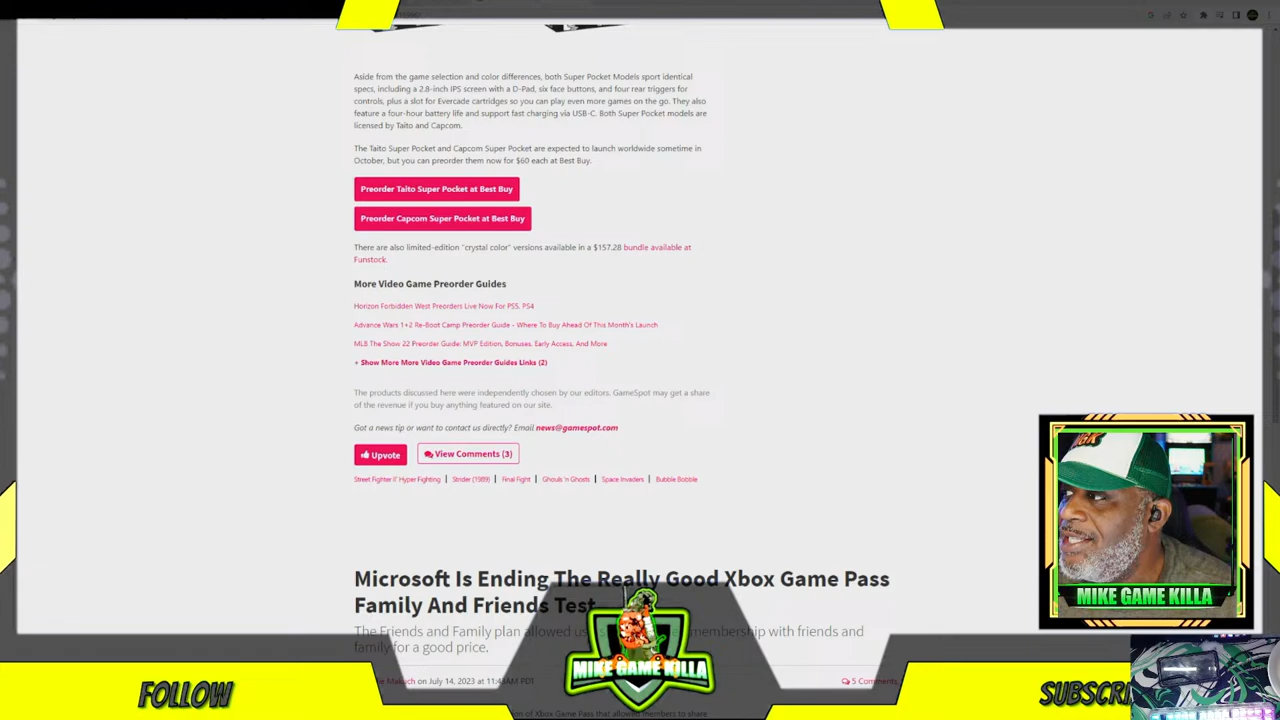 Aside from the game selection and color differences, both Super Pocket Models sport identical
specs, including a 2.8-inch IPS screen with a D-Pad, six face buttons, and four rear triggers for
controls, plus a slot for Evercade cartridges so you can play even more games on the go. They also
feature a four-hour battery life and support fast charging via USB-C. Both Super Pocket models are
licensed by Taito and Capcom.
The Taito Super Pocket and Capcom Super Pocket are expected to launch worldwide sometime in
October, but you can preorder them now for $60 each at Best Buy.
Preorder Taito Super Pocket at Best Buy
Preorder Capcom Super Pocket at Best Buy
There are also limited-edition "crystal color" versions available in a $157.28 bundle available at
Funstock.
More Video Game Preorder Guides
Horizon Forbidden West Preorders Live Now For PS5, PS4
Advance Wars 1+2 Re-Boot Camp Preorder Guide - Where To Buy Ahead Of This Month's Launch
MLB The Show 22 Preorder Guide: MVP Edition, Bonuses, Early Access, And More
+ Show More More Video Game Preorder Guides Links (2)
The products discussed here were independently chosen by our editors. GameSpot may get a share
of the revenue if you buy anything featured on our site.
Got a news tip or want to contact us directly? Email news@gamespot.com
Upvote
View Comments (3)
Street Fighter II' Hyper Fighting | Strider (1989) | Final Fight | Ghouls 'n Ghosts | Space Invaders | Bubble Bobble
Microsoft Is Ending The Really Good Xbox Game Pass
Family And Friends Test
The Friends and Family plan allowed membership with friends and
family for a good price.
Makuch on July 14, 2023 at PDT
5 Comments
of Xbox Game Pass that allowed members to share
MIKE GAME KILLA
MIKE GAME KILLA
FOLLOW
SUBSCRI